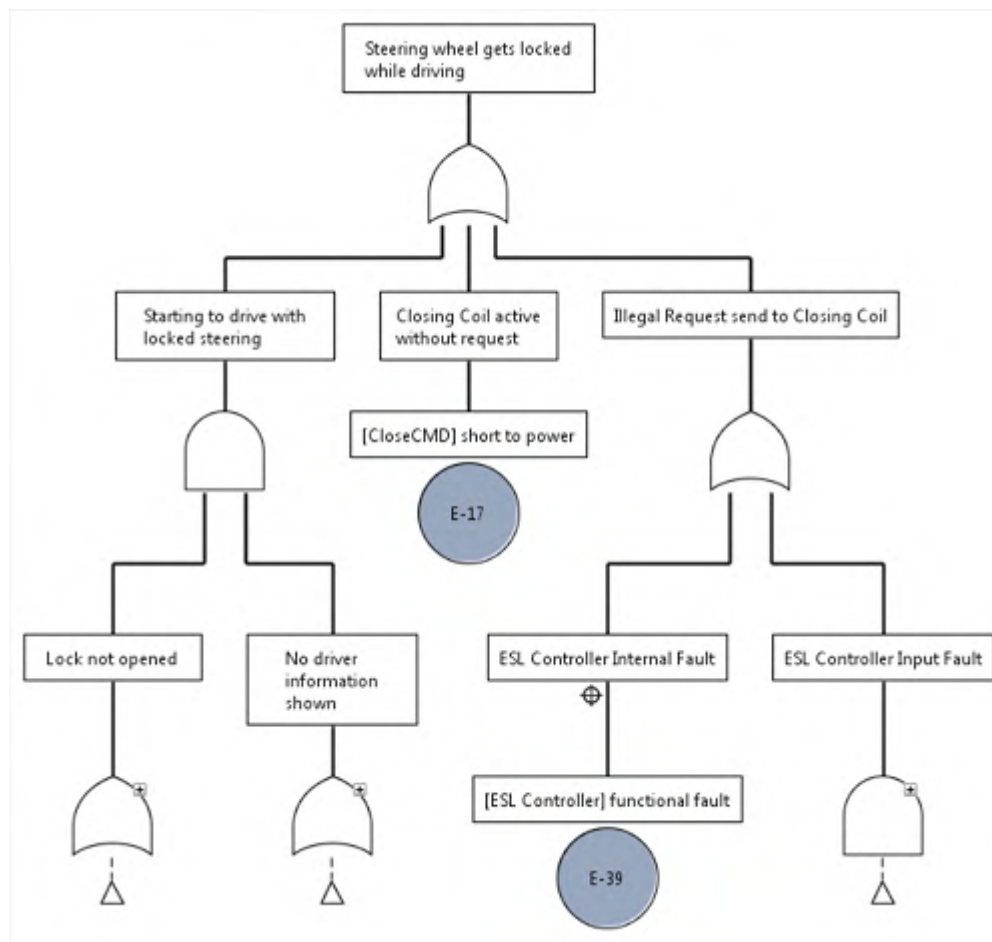 Steering wheel gets locked
while driving
Starting to drive with
locked steering
Closing Coil active
without request
Illegal Request send to Closing Coil
[CloseCMD] short to power
E-17
Lock not opened
No driver
information
shown
ESL Controller Internal Fault
ESL Controller Input Fault
[ESL Controller] functional fault
E-39